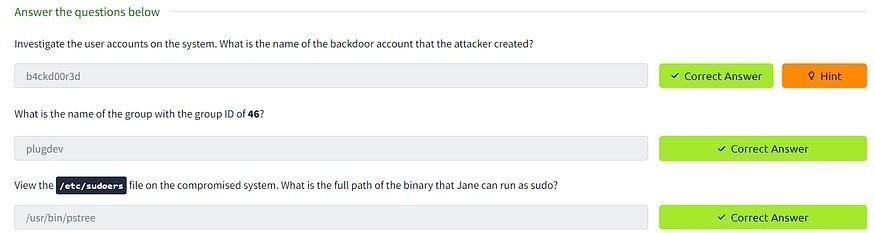 Answer the questions below
Investigate the user accounts on the system. What is the name of the backdoor account that the attacker created?
b4ckd00r3d ✓ Correct Answer Hint
What is the name of the group with the group ID of 46?
plugdev ✓ Correct Answer
View the /etc/sudoers file on the compromised system. What is the full path of the binary that Jane can run as sudo?
/usr/bin/pstree ✓ Correct Answer